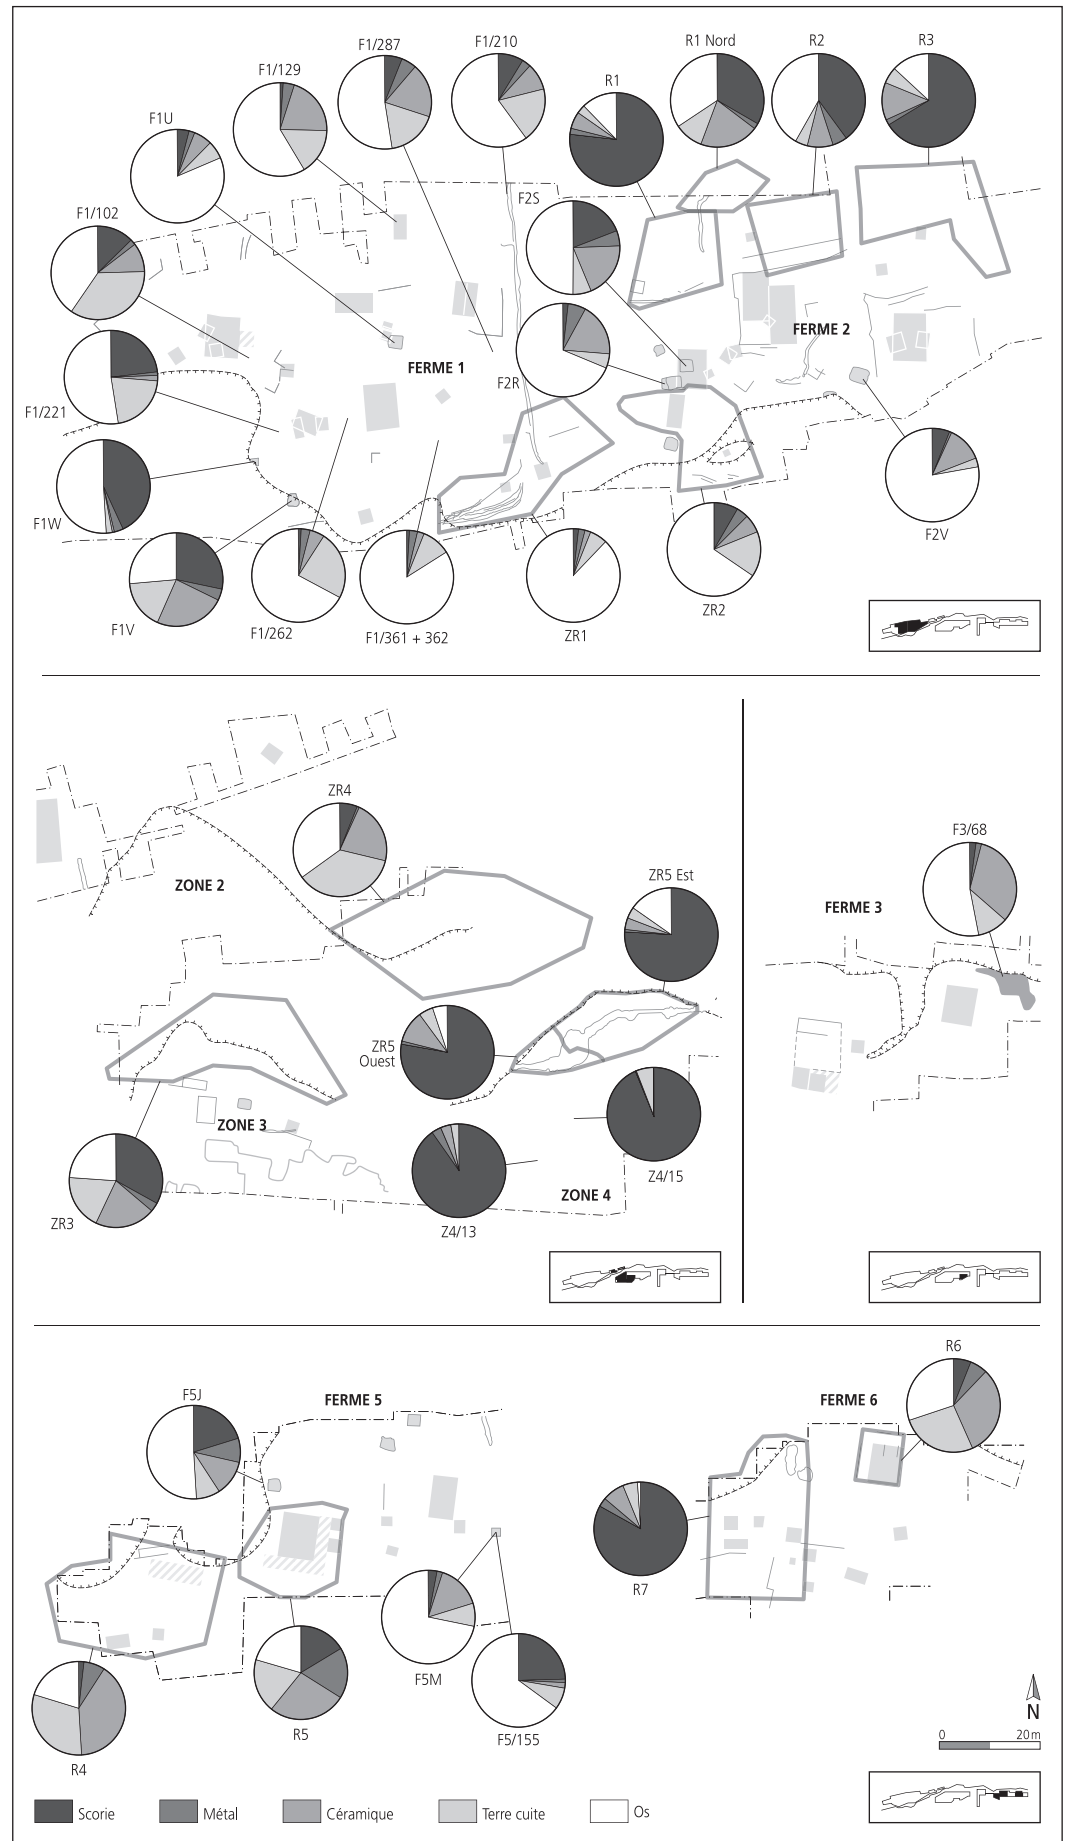 F1/287
F1/210
R1 Nord
R2
R3
F1/129
R1
F1U
F2S
F1/102
FERME 2
FERME 1
F2R
F1/221
F1W
F2V
F1V
F1/262
F1/361 + 362
ZR1
ZR2
ZR4
F3/68
ZONE 2
ZR5 Est
FERME 3
ZR5
Ouest
ZONE 3
Z4/15
ZR3
ZONE 4
Z4/13
R6
F5J
FERME 5
FERME 6
R7
F5M
R5
F5/155
R4
N
0 20 m
Scorie
Métal
Céramique
Terre cuite
Os